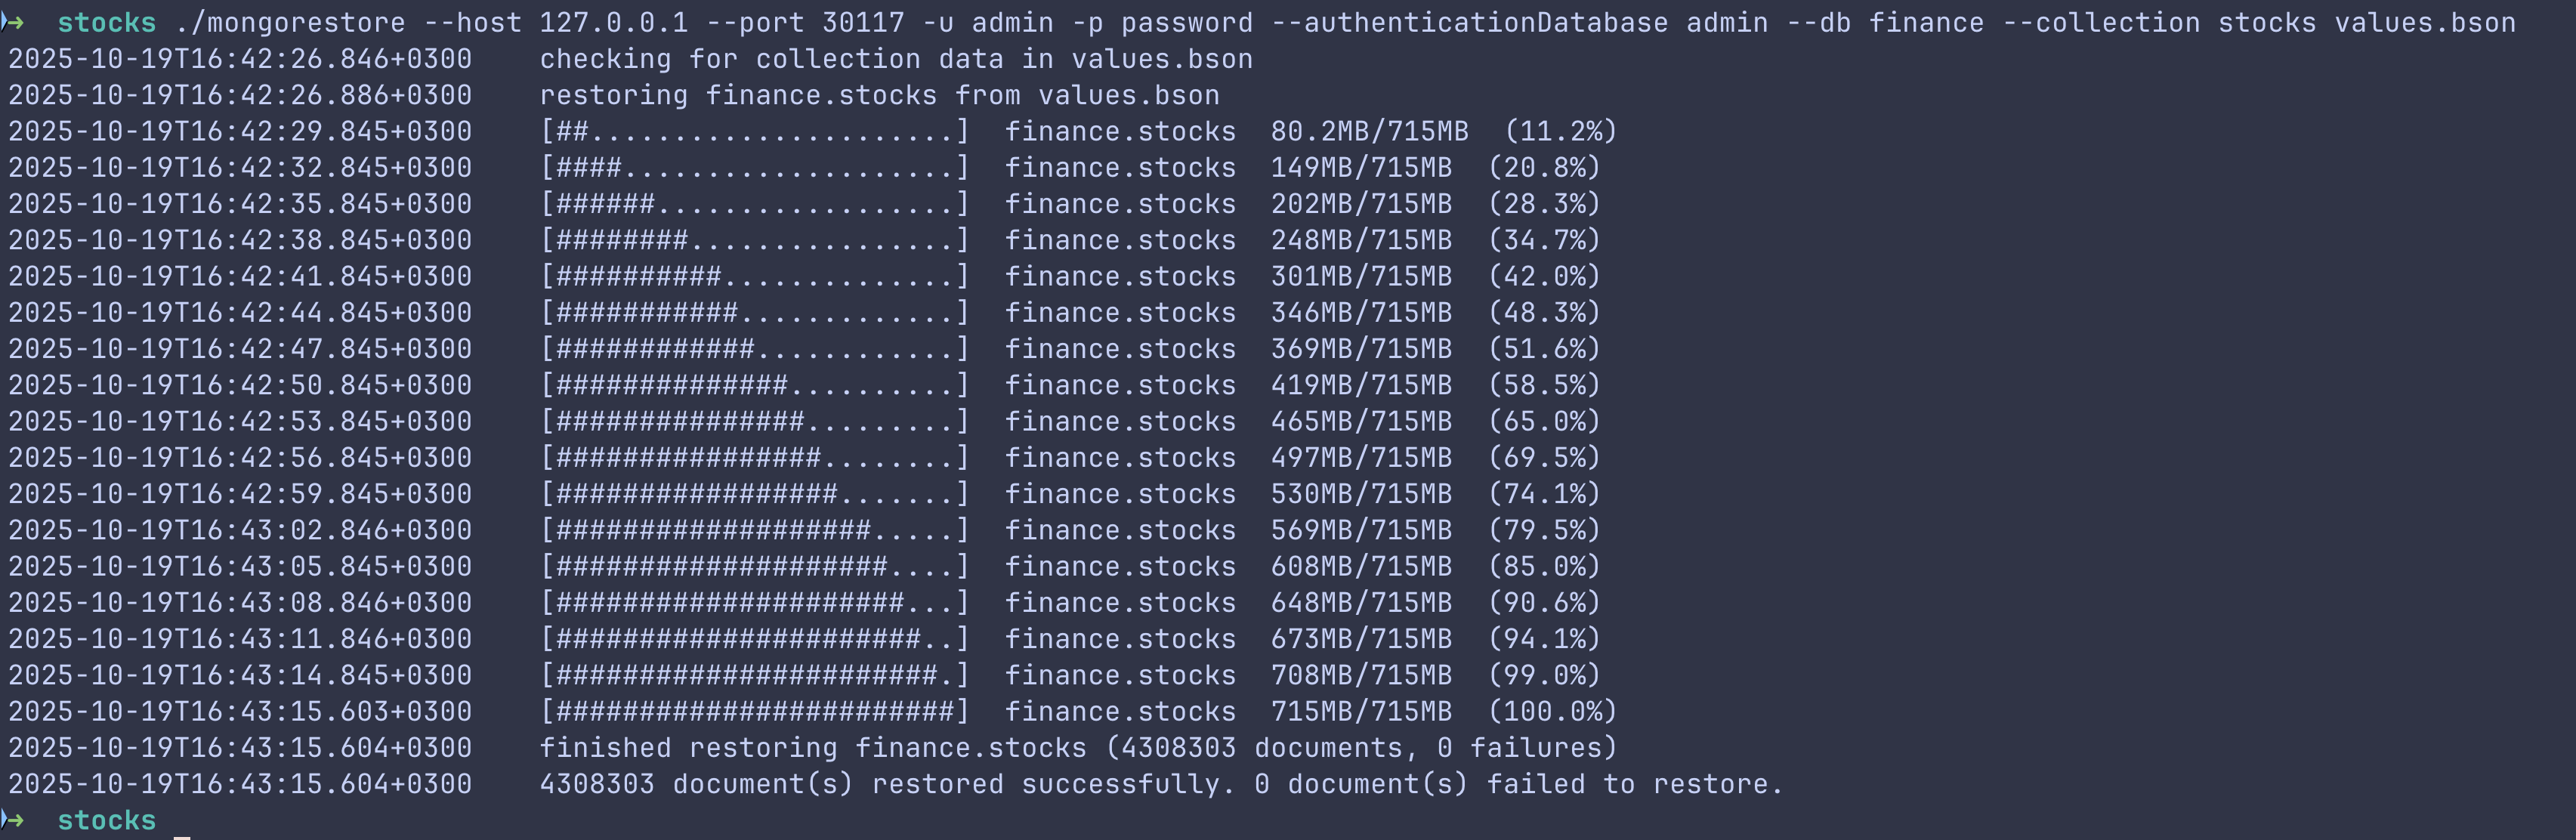 → stocks ./mongorestore --host 127.0.0.1 --port 30117 -u admin -p password --authenticationDatabase admin --db finance --collection stocks values.bson
2025-10-19T16:42:26.846+0300    checking for collection data in values.bson
2025-10-19T16:42:26.886+0300    restoring finance.stocks from values.bson
2025-10-19T16:42:29.845+0300    [##......................]  finance.stocks  80.2MB/715MB  (11.2%)
2025-10-19T16:42:32.845+0300    [####....................]  finance.stocks  149MB/715MB  (20.8%)
2025-10-19T16:42:35.845+0300    [######..................]  finance.stocks  202MB/715MB  (28.3%)
2025-10-19T16:42:38.845+0300    [########................]  finance.stocks  248MB/715MB  (34.7%)
2025-10-19T16:42:41.845+0300    [##########..............]  finance.stocks  301MB/715MB  (42.0%)
2025-10-19T16:42:44.845+0300    [###########.............]  finance.stocks  346MB/715MB  (48.3%)
2025-10-19T16:42:47.845+0300    [############............]  finance.stocks  369MB/715MB  (51.6%)
2025-10-19T16:42:50.845+0300    [##############..........]  finance.stocks  419MB/715MB  (58.5%)
2025-10-19T16:42:53.845+0300    [###############.........]  finance.stocks  465MB/715MB  (65.0%)
2025-10-19T16:42:56.845+0300    [################........]  finance.stocks  497MB/715MB  (69.5%)
2025-10-19T16:42:59.845+0300    [#################.......]  finance.stocks  530MB/715MB  (74.1%)
2025-10-19T16:43:02.846+0300    [###################.....]  finance.stocks  569MB/715MB  (79.5%)
2025-10-19T16:43:05.845+0300    [####################....]  finance.stocks  608MB/715MB  (85.0%)
2025-10-19T16:43:08.846+0300    [#####################...]  finance.stocks  648MB/715MB  (90.6%)
2025-10-19T16:43:11.846+0300    [######################..]  finance.stocks  673MB/715MB  (94.1%)
2025-10-19T16:43:14.845+0300    [#######################.]  finance.stocks  708MB/715MB  (99.0%)
2025-10-19T16:43:15.603+0300    [########################]  finance.stocks  715MB/715MB  (100.0%)
2025-10-19T16:43:15.604+0300    finished restoring finance.stocks (4308303 documents, 0 failures)
2025-10-19T16:43:15.604+0300    4308303 document(s) restored successfully. 0 document(s) failed to restore.
→ stocks